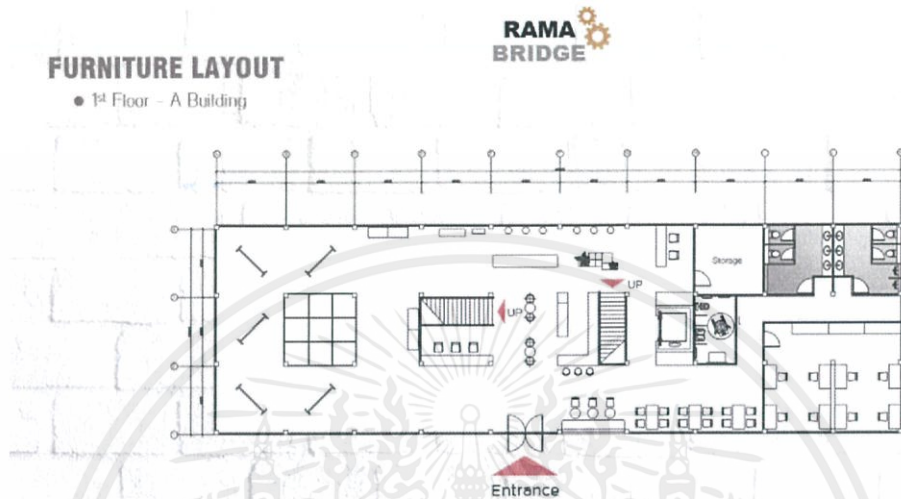 RAMA
BRIDGE
FURNITURE LAYOUT
● 1st Floor - A Building
Storage
UP
UP
Entrance